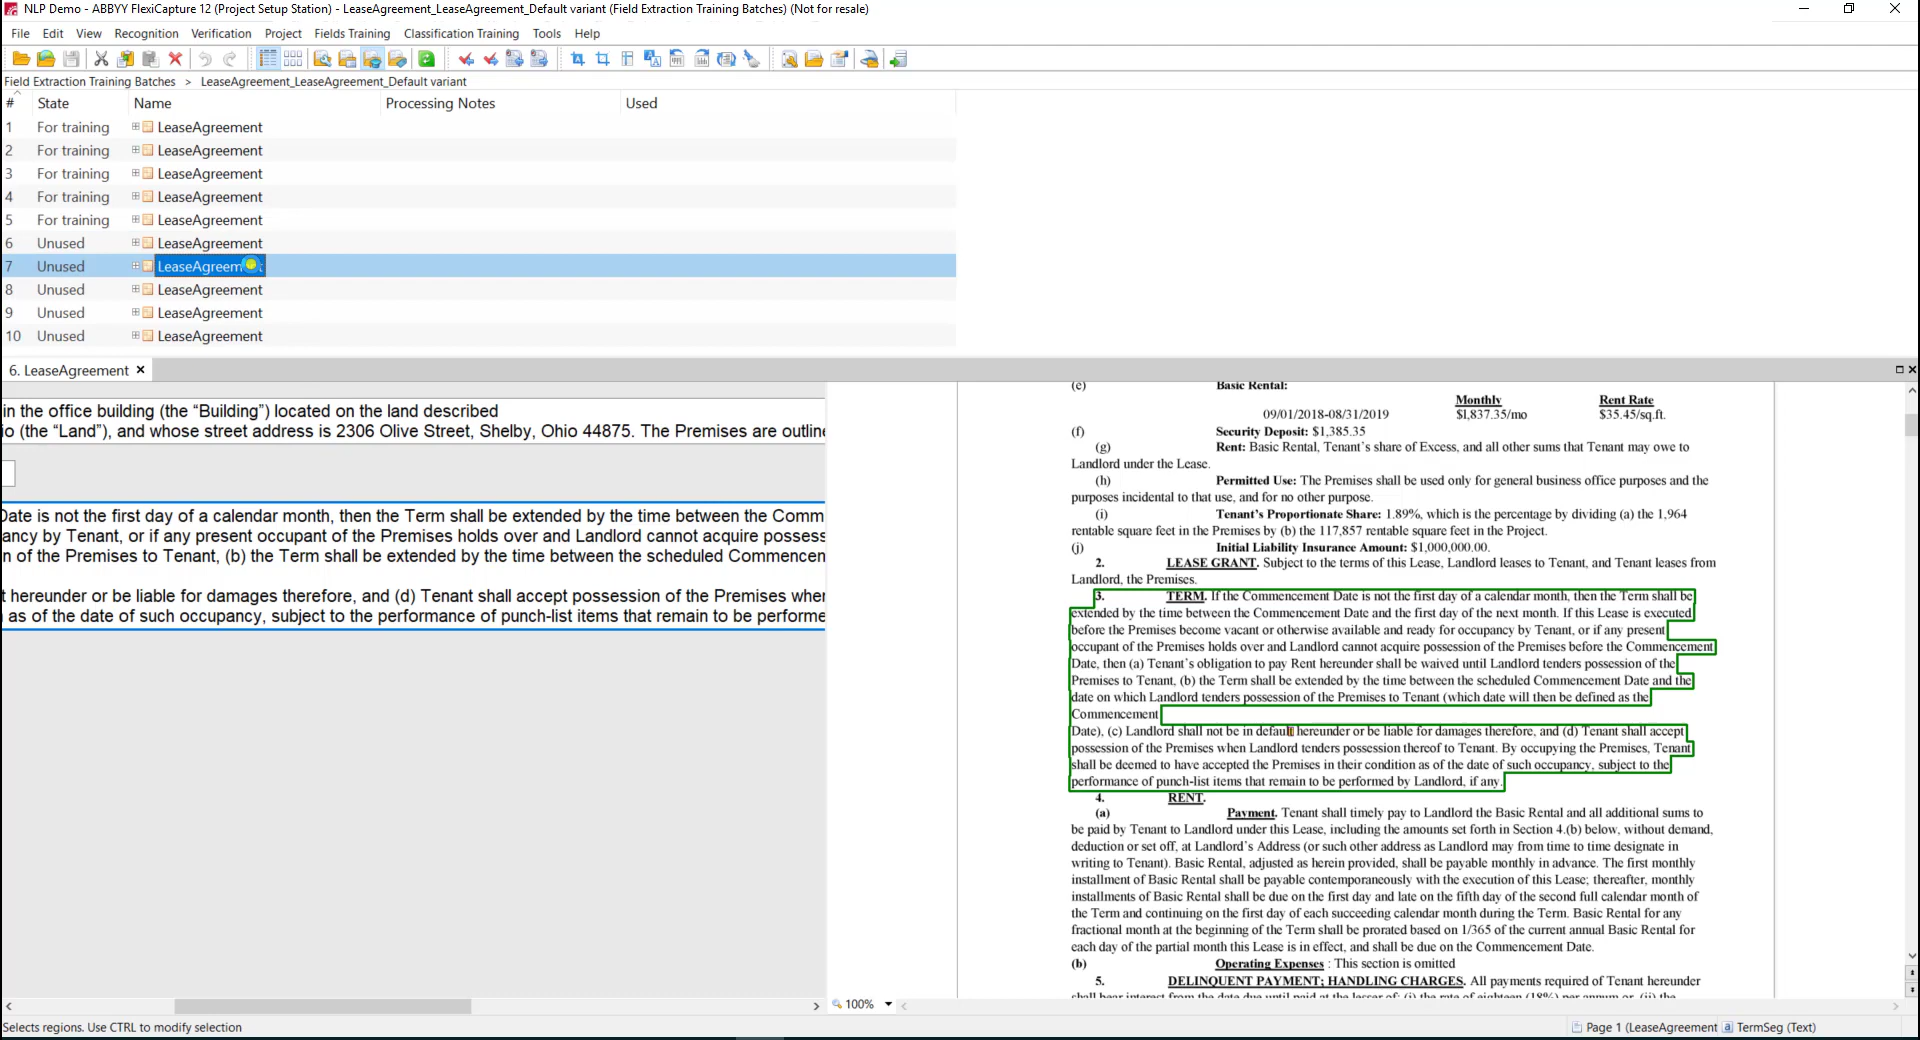 NLP Demo - ABBYY FlexiCapture 12 (Project Setup Station) - LeaseAgreement_LeaseAgreement_Default variant (Field Extraction Training Batches) (Not for resale)
File Edit View Recognition Verification Project Fields Training Classification Training Tools Help
Field Extraction Training Batches > LeaseAgreement_LeaseAgreement_Default variant
# State Name Processing Notes Used
1 For training LeaseAgreement
2 For training LeaseAgreement
3 For training LeaseAgreement
4 For training LeaseAgreement
5 For training LeaseAgreement
6 Unused LeaseAgreement
7 Unused LeaseAgreem
8 Unused LeaseAgreement
9 Unused LeaseAgreement
10 Unused LeaseAgreement
6. LeaseAgreement
in the office building (the “Building”) located on the land described
io (the “Land”), and whose street address is 2306 Olive Street, Shelby, Ohio 44875. The Premises are outline
Date is not the first day of a calendar month, then the Term shall be extended by the time between the Comm
ancy by Tenant, or if any present occupant of the Premises holds over and Landlord cannot acquire possess
n of the Premises to Tenant, (b) the Term shall be extended by the time between the scheduled Commencen
t hereunder or be liable for damages therefore, and (d) Tenant shall accept possession of the Premises wher
as of the date of such occupancy, subject to the performance of punch-list items that remain to be performe
(e) Basic Rental:
Monthly Rent Rate
09/01/2018-08/31/2019 $1,837.35/mo $35.45/sq.ft.
(f) Security Deposit: $1,385.35
(g) Rent: Basic Rental, Tenant’s share of Excess, and all other sums that Tenant may owe to
Landlord under the Lease.
(h) Permitted Use: The Premises shall be used only for general business office purposes and the
purposes incidental to that use, and for no other purpose.
(i) Tenant’s Proportionate Share: 1.89%, which is the percentage by dividing (a) the 1,964
rentable square feet in the Premises by (b) the 117,857 rentable square feet in the Project.
(j) Initial Liability Insurance Amount: $1,000,000.00.
2. LEASE GRANT. Subject to the terms of this Lease, Landlord leases to Tenant, and Tenant leases from
Landlord, the Premises.
3. TERM. If the Commencement Date is not the first day of a calendar month, then the Term shall be
extended by the time between the Commencement Date and the first day of the next month. If this Lease is executed
before the Premises become vacant or otherwise available and ready for occupancy by Tenant, or if any present
occupant of the Premises holds over and Landlord cannot acquire possession of the Premises before the Commencement
Date, then (a) Tenant’s obligation to pay Rent hereunder shall be waived until Landlord tenders possession of the
Premises to Tenant, (b) the Term shall be extended by the time between the scheduled Commencement Date and the
date on which Landlord tenders possession of the Premises to Tenant (which date will then be defined as the
Commencement
Date), (c) Landlord shall not be in default hereunder or be liable for damages therefore, and (d) Tenant shall accept
possession of the Premises when Landlord tenders possession thereof to Tenant. By occupying the Premises, Tenant
shall be deemed to have accepted the Premises in their condition as of the date of such occupancy, subject to the
performance of punch-list items that remain to be performed by Landlord, if any.
4. RENT.
(a) Payment. Tenant shall timely pay to Landlord the Basic Rental and all additional sums to
be paid by Tenant to Landlord under this Lease, including the amounts set forth in Section 4.(b) below, without demand,
deduction or set off, at Landlord’s Address (or such other address as Landlord may from time to time designate in
writing to Tenant). Basic Rental, adjusted as herein provided, shall be payable monthly in advance. The first monthly
installment of Basic Rental shall be payable contemporaneously with the execution of this Lease; thereafter, monthly
installments of Basic Rental shall be due on the first day and late on the fifth day of the second full calendar month of
the Term and continuing on the first day of each succeeding calendar month during the Term. Basic Rental for any
fractional month at the beginning of the Term shall be prorated based on 1/365 of the current annual Basic Rental for
each day of the partial month this Lease is in effect, and shall be due on the Commencement Date.
(b) Operating Expenses : This section is omitted
5. DELINQUENT PAYMENT; HANDLING CHARGES. All payments required of Tenant hereunder
shall bear interest from the date due until paid at the lesser of: (i) the rate of eighteen (18%) per annum or (ii) the
100%
Selects regions. Use CTRL to modify selection
Page 1 (LeaseAgreement
TermSeg (Text)